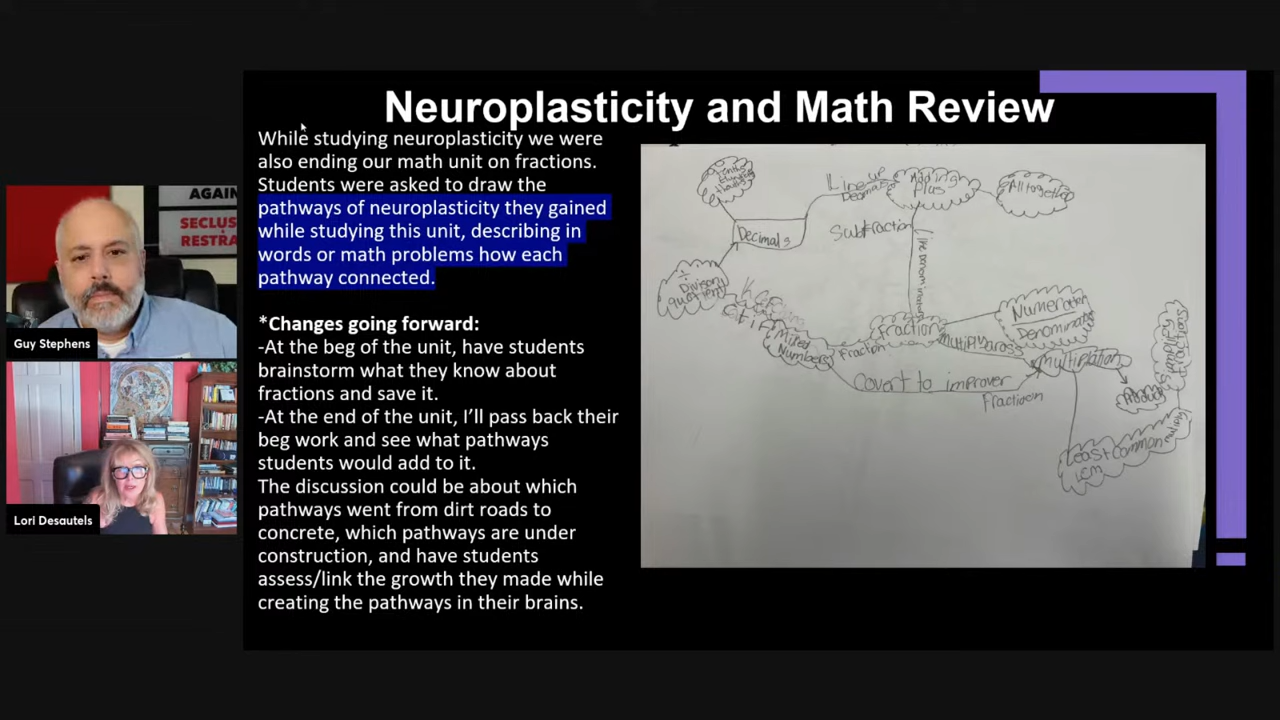 Neuroplasticity and Math Review
While studying neuroplasticity we were
also ending our math unit on fractions.
Students were asked to draw the
pathways of neuroplasticity they gained
while studying this unit, describing in
words or math problems how each
pathway connected.
*Changes going forward:
-At the beg of the unit, have students
brainstorm what they know about
fractions and save it.
-At the end of the unit, I’ll pass back their
beg work and see what pathways
students would add to it.
The discussion could be about which
pathways went from dirt roads to
concrete, which pathways are under
construction, and have students
assess/link the growth they made while
creating the pathways in their brains.
AGAIN
SECLUS
RESTRA
Guy Stephens
Lori Desautels
Line up
Decimals
Adding
Plus
All together
Subtraction
Decimals
quotient
Mixed
Numbers
Fraction
Fraction
Denominator
Multiplication
Covert to improver
Fraction
Least common
LCM